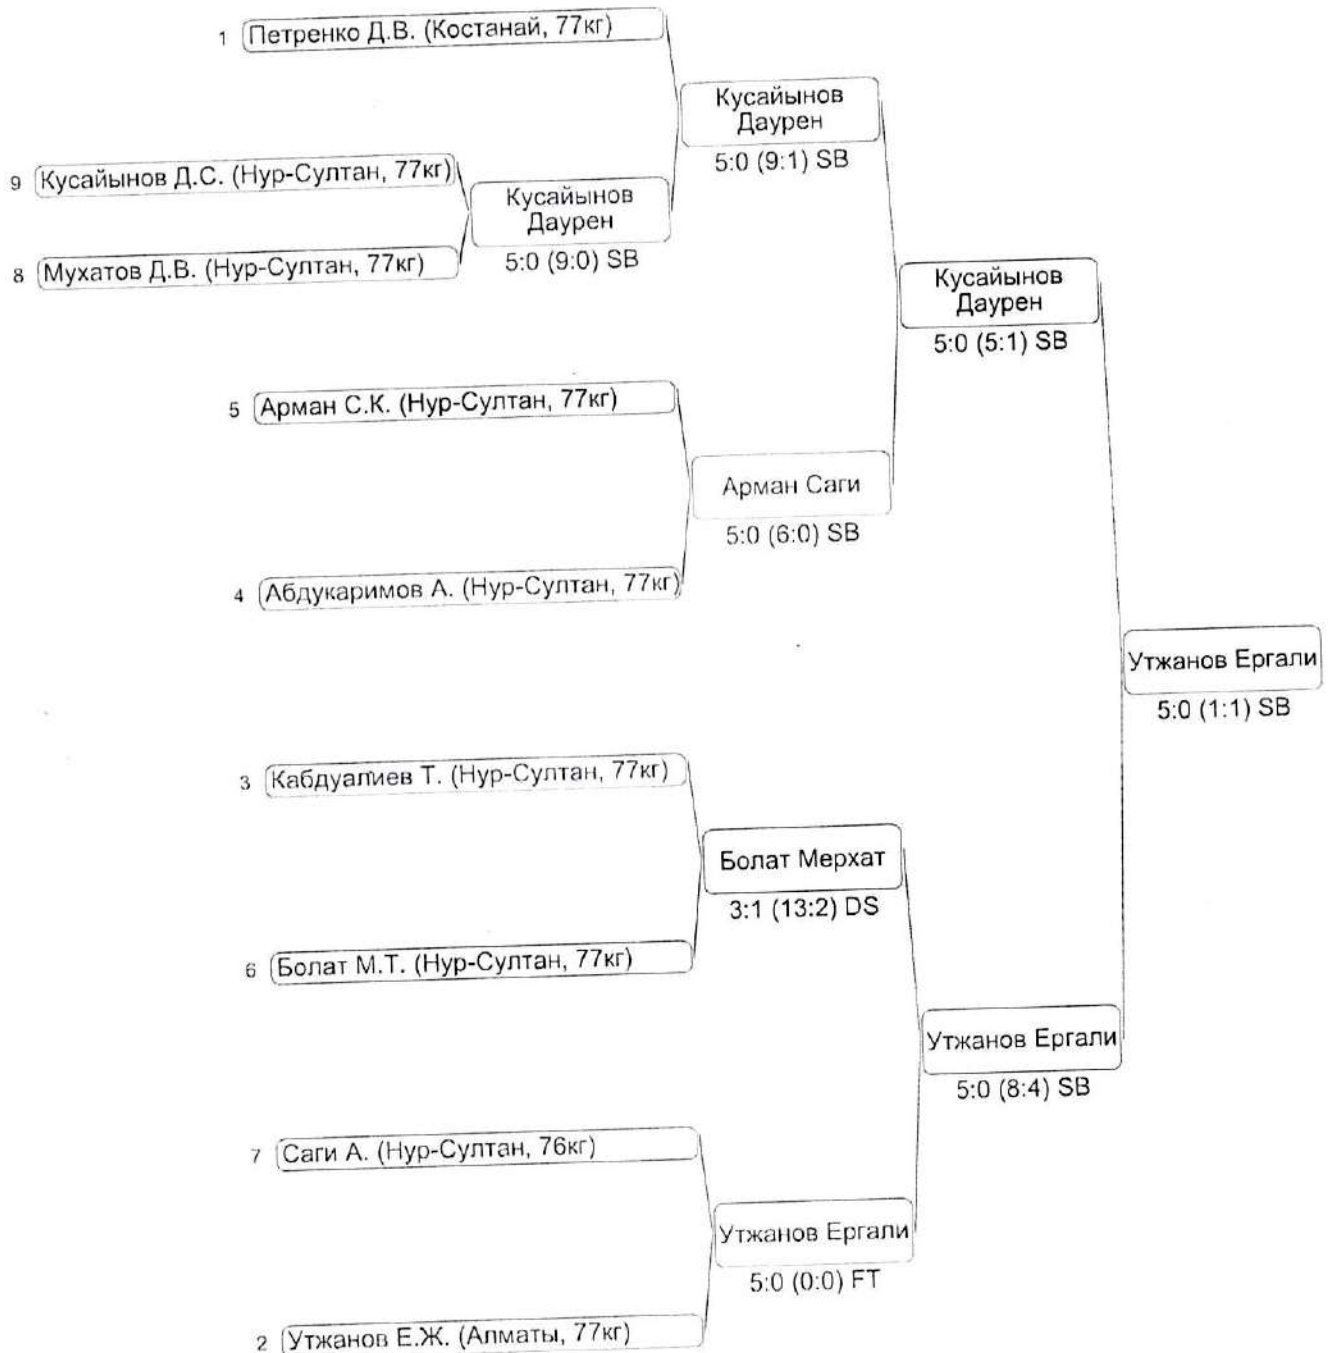 1 Петренко Д.В. (Костанай, 77кг)
Кусайынов
Даурен
5:0 (9:1) SB
9 Кусайынов Д.С. (Нур-Султан, 77кг)
Кусайынов
Даурен
5:0 (9:0) SB
8 Мухатов Д.В. (Нур-Султан, 77кг)
Кусайынов
Даурен
5:0 (5:1) SB
5 Арман С.К. (Нур-Султан, 77кг)
Арман Саги
5:0 (6:0) SB
4 Абдукаримов А. (Нур-Султан, 77кг)
Утжанов Ергали
5:0 (1:1) SB
3 Кабдуалиев Т. (Нур-Султан, 77кг)
Болат Мерхат
3:1 (13:2) DS
6 Болат М.Т. (Нур-Султан, 77кг)
Утжанов Ергали
5:0 (8:4) SB
7 Саги А. (Нур-Султан, 76кг)
Утжанов Ергали
5:0 (0:0) FT
2 Утжанов Е.Ж. (Алматы, 77кг)